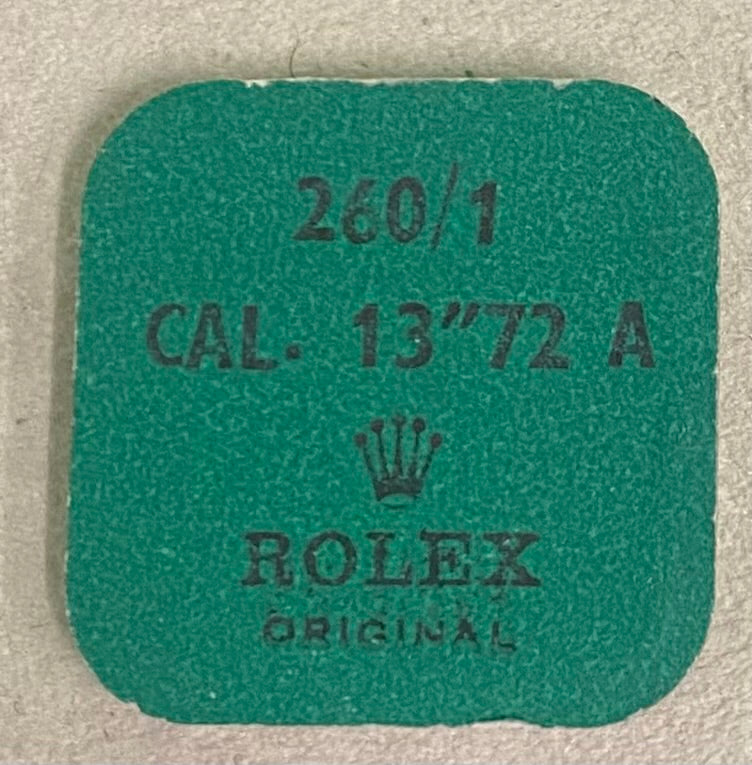 260/1
CAL. 13"72 A
ROLEX
ORIGINAL